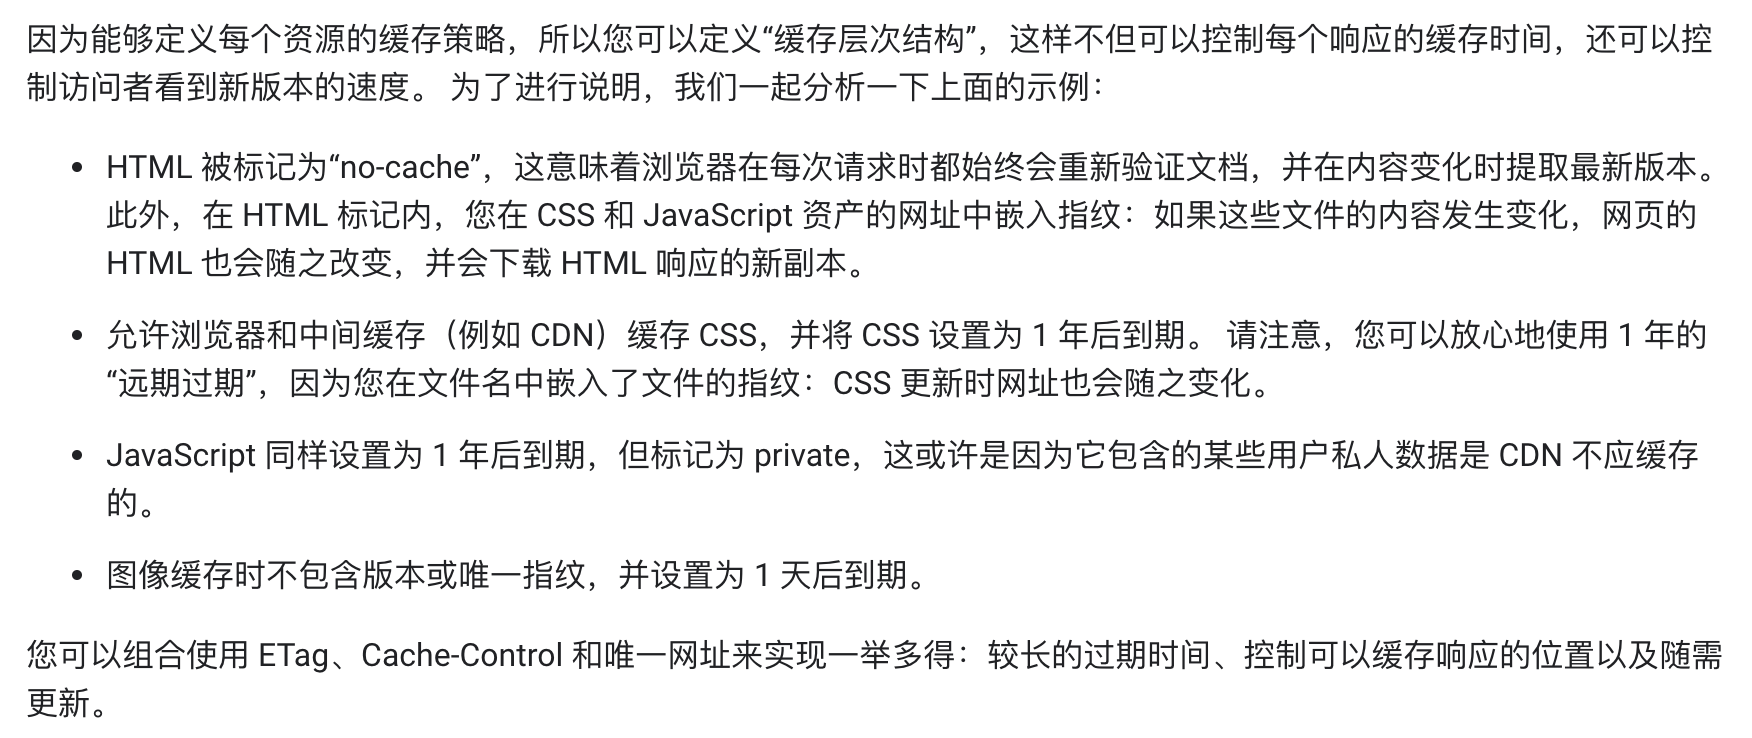 因为能够定义每个资源的缓存策略，所以您可以定义“缓存层次结构”，这样不但可以控制每个响应的缓存时间，还可以控
制访问者看到新版本的速度。 为了进行说明，我们一起分析一下上面的示例：
• HTML 被标记为“no-cache”，这意味着浏览器在每次请求时都始终会重新验证文档，并在内容变化时提取最新版本。
此外，在 HTML 标记内，您在 CSS 和 JavaScript 资产的网址中嵌入指纹：如果这些文件的内容发生变化，网页的
HTML 也会随之改变，并会下载 HTML 响应的新副本。
• 允许浏览器和中间缓存（例如 CDN）缓存 CSS，并将 CSS 设置为 1 年后到期。 请注意，您可以放心地使用 1 年的
“远期过期”，因为您在文件名中嵌入了文件的指纹：CSS 更新时网址也会随之变化。
• JavaScript 同样设置为 1 年后到期，但标记为 private，这或许是因为它包含的某些用户私人数据是 CDN 不应缓存
的。
• 图像缓存时不包含版本或唯一指纹，并设置为 1 天后到期。
您可以组合使用 ETag、Cache-Control 和唯一网址来实现一举多得：较长的过期时间、控制可以缓存响应的位置以及随需
更新。